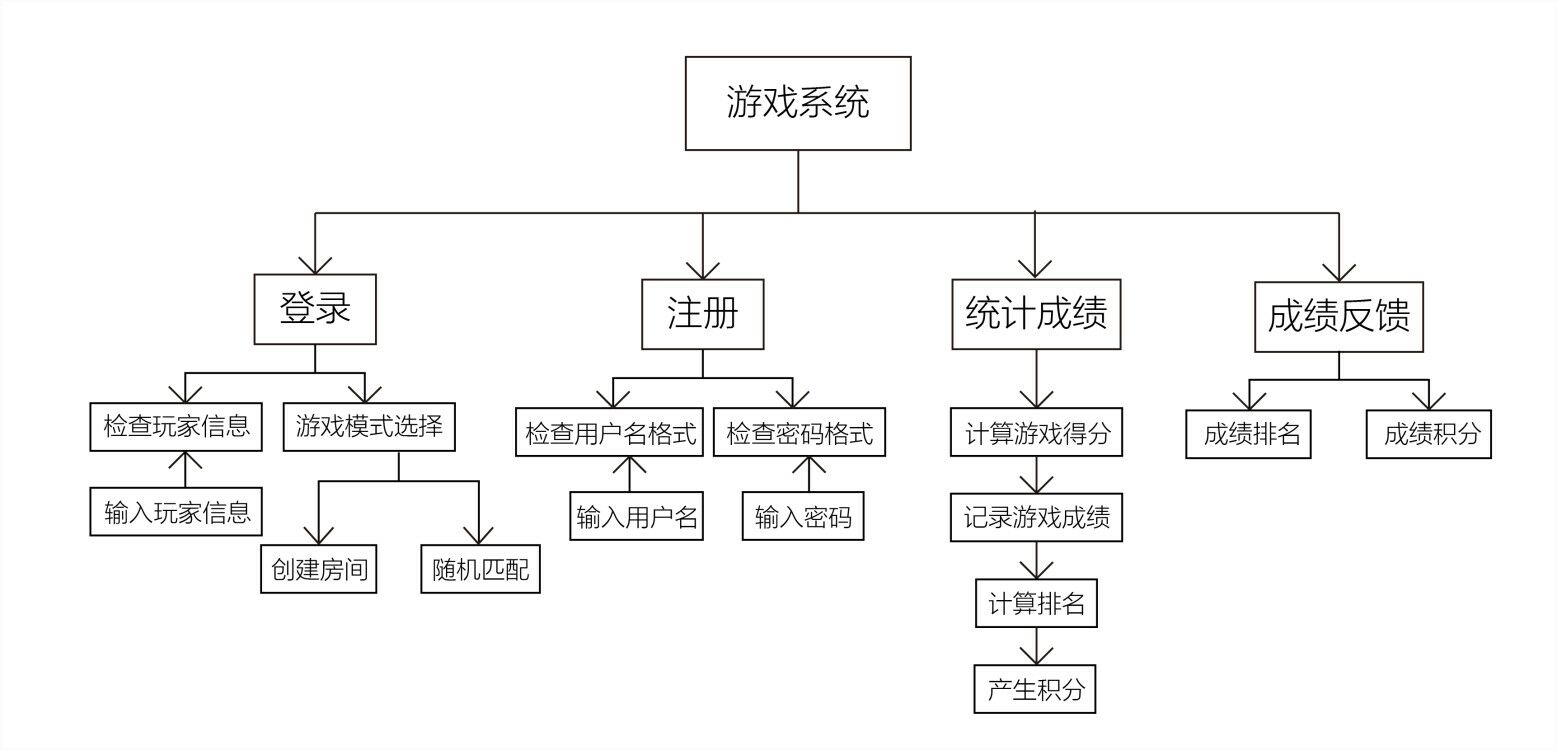 游戏系统
登录
注册
统计成绩
成绩反馈
检查玩家信息
游戏模式选择
检查用户名格式
检查密码格式
计算游戏得分
成绩排名
成绩积分
输入玩家信息
输入用户名
输入密码
记录游戏成绩
创建房间
随机匹配
计算排名
产生积分